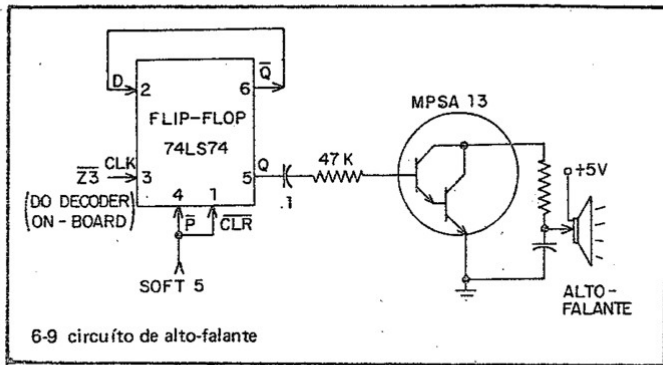 D
2
6
Q̅
MPSA 13
FLIP-FLOP
74LS74
Z̅3̅
CLK
3
Q
5
.1
47 K
+5V
(DO DECODER
ON-BOARD)
4
1
P̅
C̅L̅R̅
SOFT 5
ALTO-
FALANTE
6-9 circuíto de alto-falante